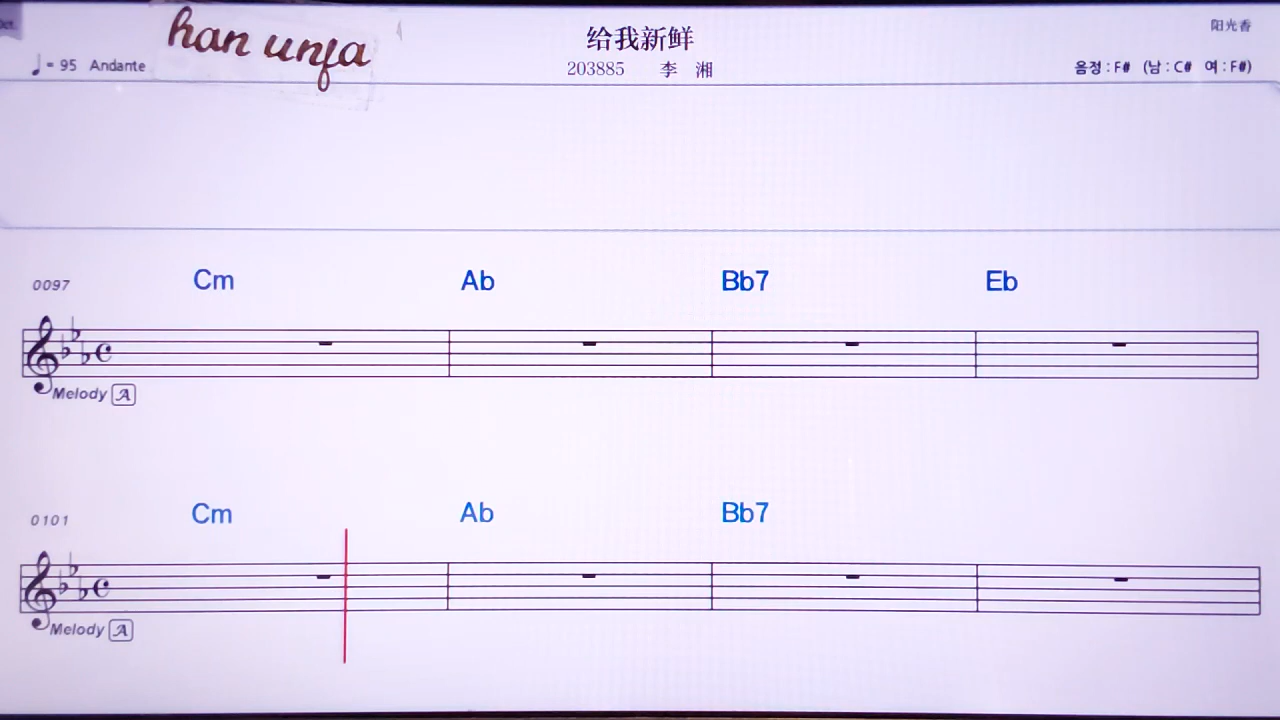 han unfa
给我新鲜
阳光香
♩= 95 Andante
203885 李 湘
음정 : F# (남 : C# 여 : F#)
Cm Ab Bb7 Eb
0097
Melody A
Cm Ab Bb7
0101
Melody A